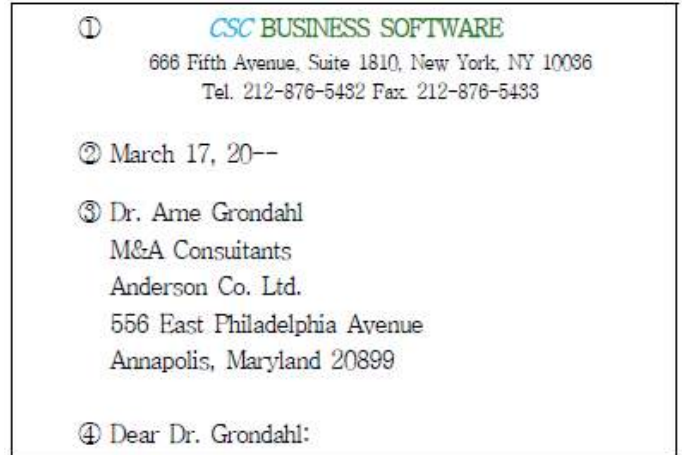 ① CSC BUSINESS SOFTWARE
666 Fifth Avenue, Suite 1810, New York, NY 10036
Tel. 212-876-5432 Fax. 212-876-5433
② March 17, 20--
③ Dr. Arne Grondahl
M&A Consuitants
Anderson Co. Ltd.
556 East Philadelphia Avenue
Annapolis, Maryland 20899
④ Dear Dr. Grondahl: